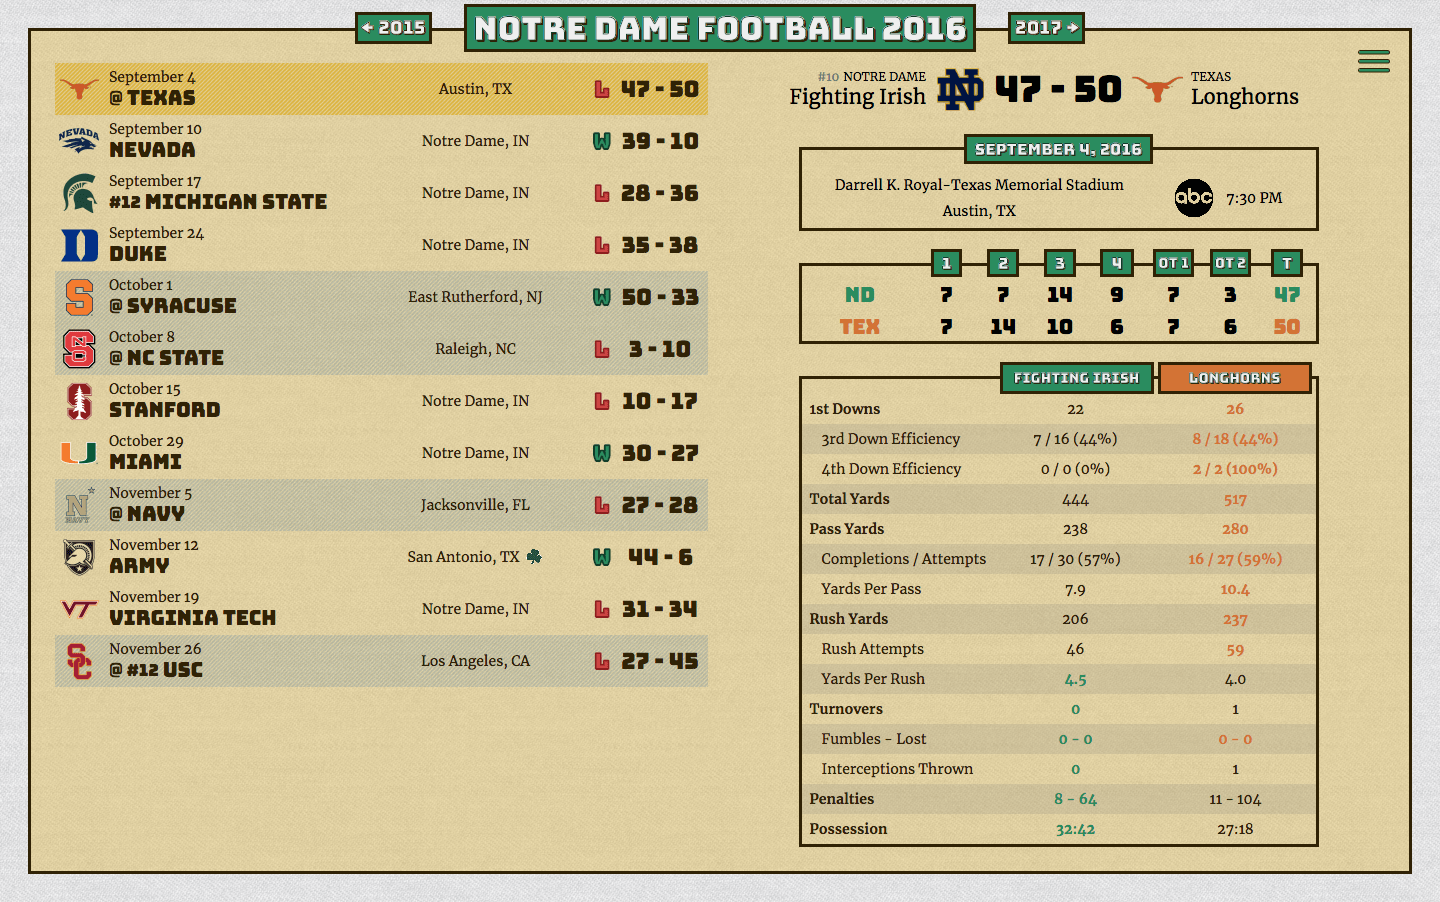 ← 2015
NOTRE DAME FOOTBALL 2016
2017 →
September 4
@ TEXAS
Austin, TX
L 47 - 50
NEVADA
September 10
NEVADA
Notre Dame, IN
W 39 - 10
September 17
#12 MICHIGAN STATE
Notre Dame, IN
L 28 - 36
September 24
DUKE
Notre Dame, IN
L 35 - 38
October 1
@ SYRACUSE
East Rutherford, NJ
W 50 - 33
October 8
@ NC STATE
Raleigh, NC
L 3 - 10
October 15
STANFORD
Notre Dame, IN
L 10 - 17
October 29
MIAMI
Notre Dame, IN
W 30 - 27
NAVY
November 5
@ NAVY
Jacksonville, FL
L 27 - 28
November 12
ARMY
San Antonio, TX
W 44 - 6
November 19
VIRGINIA TECH
Notre Dame, IN
L 31 - 34
November 26
@ #12 USC
Los Angeles, CA
L 27 - 45
#10 NOTRE DAME
Fighting Irish
47 - 50
TEXAS
Longhorns
SEPTEMBER 4, 2016
Darrell K. Royal-Texas Memorial Stadium
Austin, TX
abc
7:30 PM
1 2 3 4 OT 1 OT 2 T
ND 7 7 14 9 7 3 47
TEX 7 14 10 6 7 6 50
FIGHTING IRISH LONGHORNS
1st Downs 22 26
3rd Down Efficiency 7 / 16 (44%) 8 / 18 (44%)
4th Down Efficiency 0 / 0 (0%) 2 / 2 (100%)
Total Yards 444 517
Pass Yards 238 280
Completions / Attempts 17 / 30 (57%) 16 / 27 (59%)
Yards Per Pass 7.9 10.4
Rush Yards 206 237
Rush Attempts 46 59
Yards Per Rush 4.5 4.0
Turnovers 0 1
Fumbles - Lost 0 - 0 0 - 0
Interceptions Thrown 0 1
Penalties 8 - 64 11 - 104
Possession 32:42 27:18